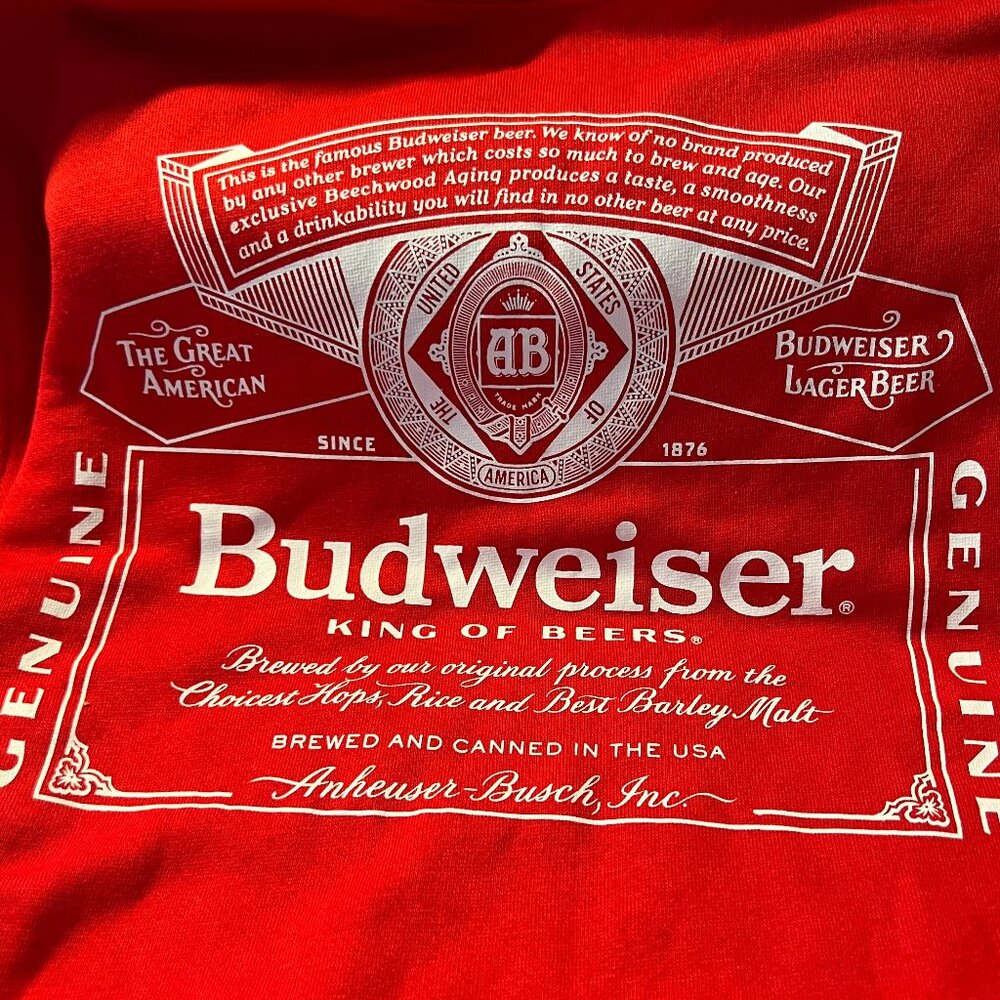 This is the famous Budweiser beer. We know of no brand produced
by any other brewer which costs so much to brew and age. Our
exclusive Beechwood Aging produces a taste, a smoothness
and a drinkability you will find in no other beer at any price.
THE UNITED STATES OF
AMERICA
AB
TRADE MARK
THE GREAT
AMERICAN
BUDWEISER
LAGER BEER
SINCE 1876
GENUINE
GENUINE
Budweiser®
KING OF BEERS®
Brewed by our original process from the
Choicest Hops, Rice and Best Barley Malt
BREWED AND CANNED IN THE USA
Anheuser-Busch, Inc.